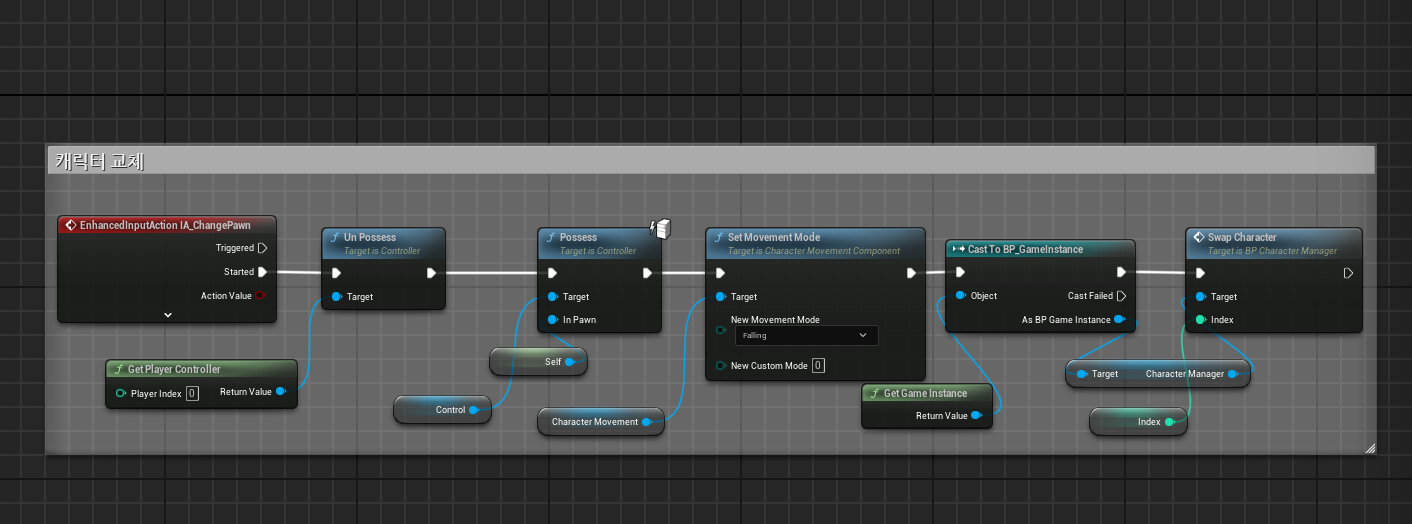 캐릭터 교체
EnhancedInputAction IA_ChangePawn
Triggered
Started
Action Value
Get Player Controller
Player Index 0
Return Value
Un Possess
Target is Controller
Target
Possess
Target is Controller
Target
In Pawn
Self
Control
Character Movement
Set Movement Mode
Target is Character Movement Component
Target
New Movement Mode
Falling
New Custom Mode 0
Get Game Instance
Return Value
Cast To BP_GameInstance
Object
Cast Failed
As BP Game Instance
Target Character Manager
Index
Swap Character
Target is BP Character Manager
Target
Index